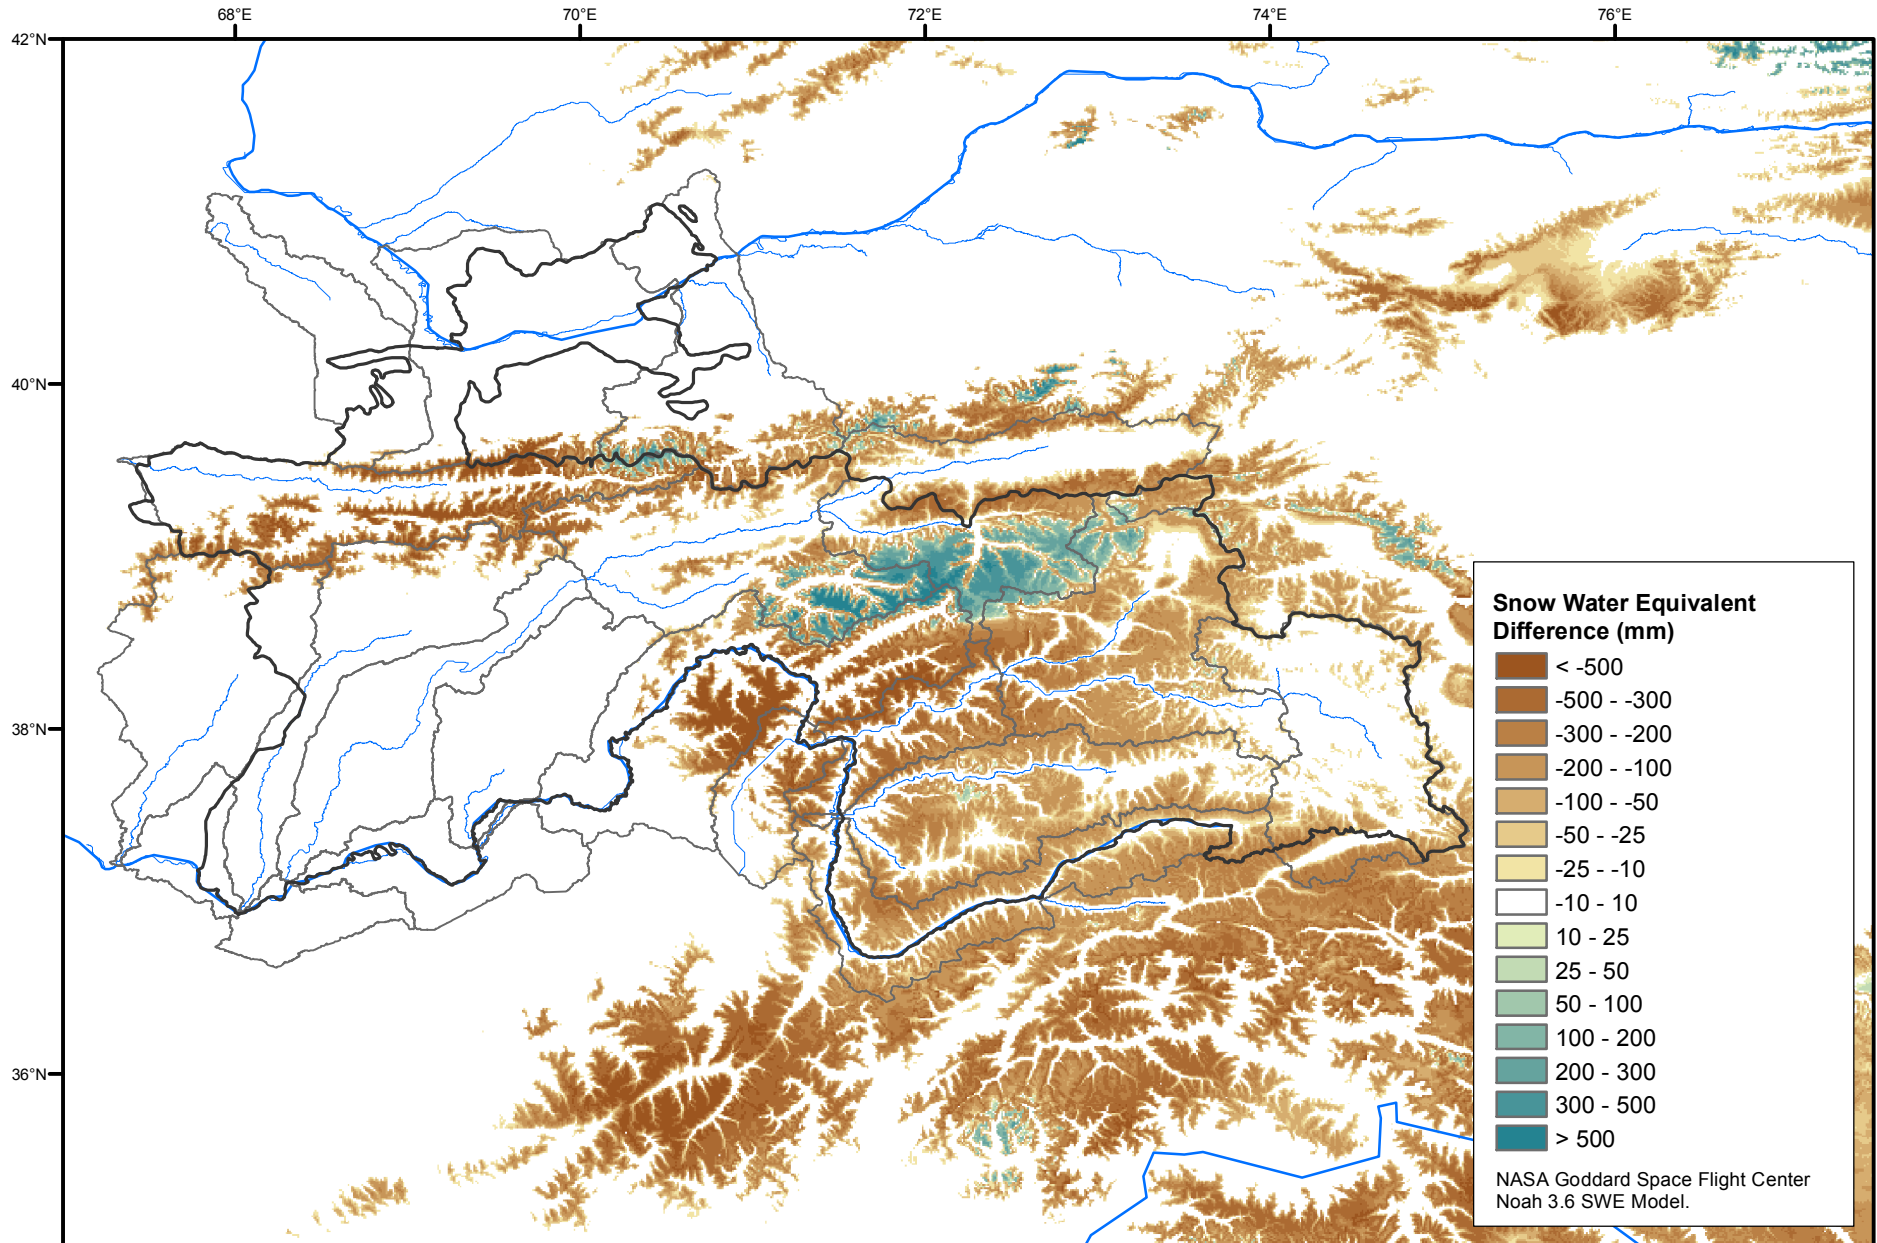 68°E 70°E 72°E 74°E 76°E
42°N
40°N
38°N
36°N
Snow Water Equivalent
Difference (mm)
< -500
-500 - -300
-300 - -200
-200 - -100
-100 - -50
-50 - -25
-25 - -10
-10 - 10
10 - 25
25 - 50
50 - 100
100 - 200
200 - 300
300 - 500
> 500
NASA Goddard Space Flight Center
Noah 3.6 SWE Model.